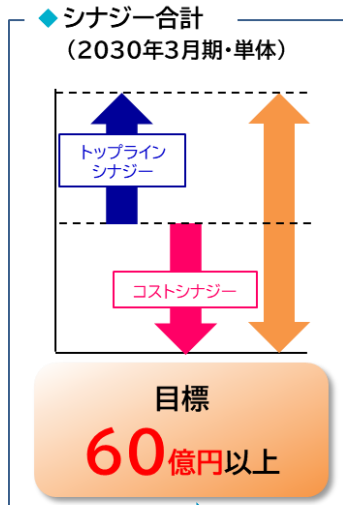 ◆ シナジー合計
（2030年3月期・単体）
トップライン
シナジー
コストシナジー
目標
60億円以上